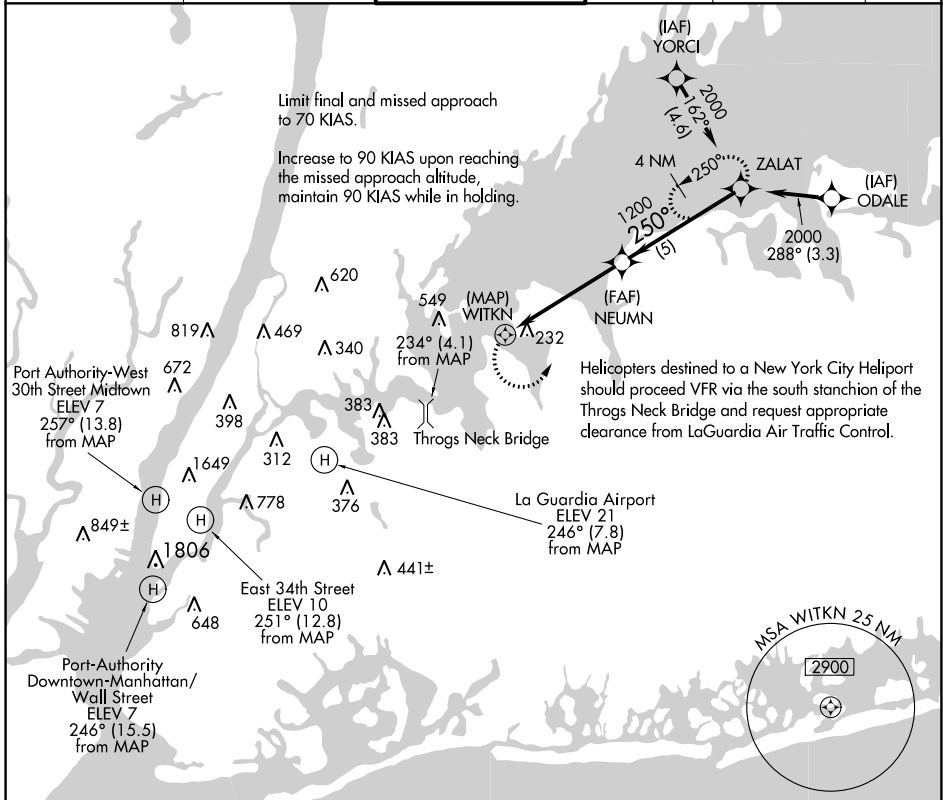 (IAF)
YORCI
2000
162°
(4.6)
Limit final and missed approach
to 70 KIAS.
Increase to 90 KIAS upon reaching
the missed approach altitude,
maintain 90 KIAS while in holding.
4 NM
250°
ZALAT
(IAF)
ODALE
2000
288° (3.3)
1200
250°
(5)
(FAF)
NEUMN
(MAP)
WITKN
232
620
549
819
469
340
234° (4.1)
from MAP
672
398
383
383
Throgs Neck Bridge
Helicopters destined to a New York City Heliport
should proceed VFR via the south stanchion of the
Throgs Neck Bridge and request appropriate
clearance from LaGuardia Air Traffic Control.
Port Authority-West
30th Street Midtown
ELEV 7
257° (13.8)
from MAP
312
H
1649
778
376
H
H
849±
1806
H
La Guardia Airport
ELEV 21
246° (7.8)
from MAP
441±
648
East 34th Street
ELEV 10
251° (12.8)
from MAP
Port-Authority
Downtown-Manhattan/
Wall Street
ELEV 7
246° (15.5)
from MAP
MSA WITKN 25 NM
2900